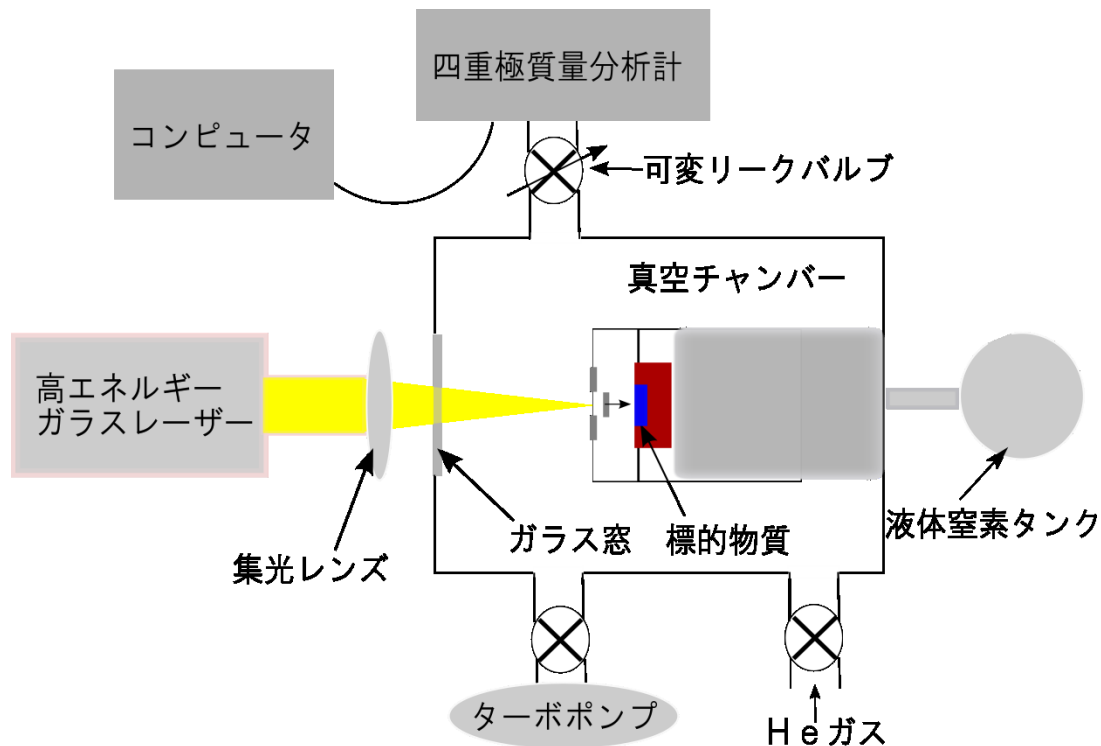 四重極質量分析計
コンピュータ
可変リークバルブ
真空チャンバー
高エネルギー
ガラスレーザー
集光レンズ
ガラス窓
標的物質
液体窒素タンク
ターボポンプ
Ｈｅガス